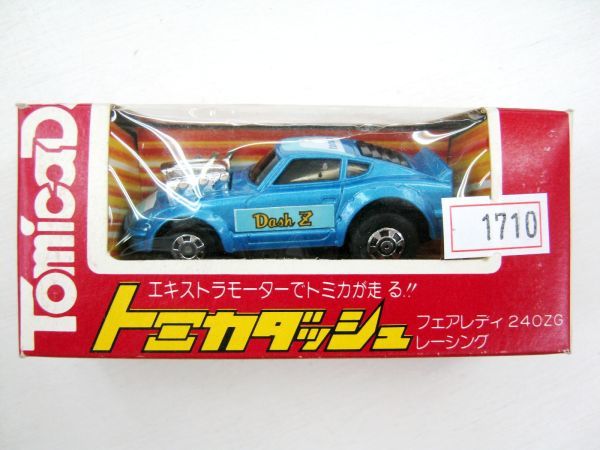 TomicaD
Dash Z
1710
エキストラモーターでトミカが走る!!
トミカダッシュ
フェアレディ 240ZG
レーシング